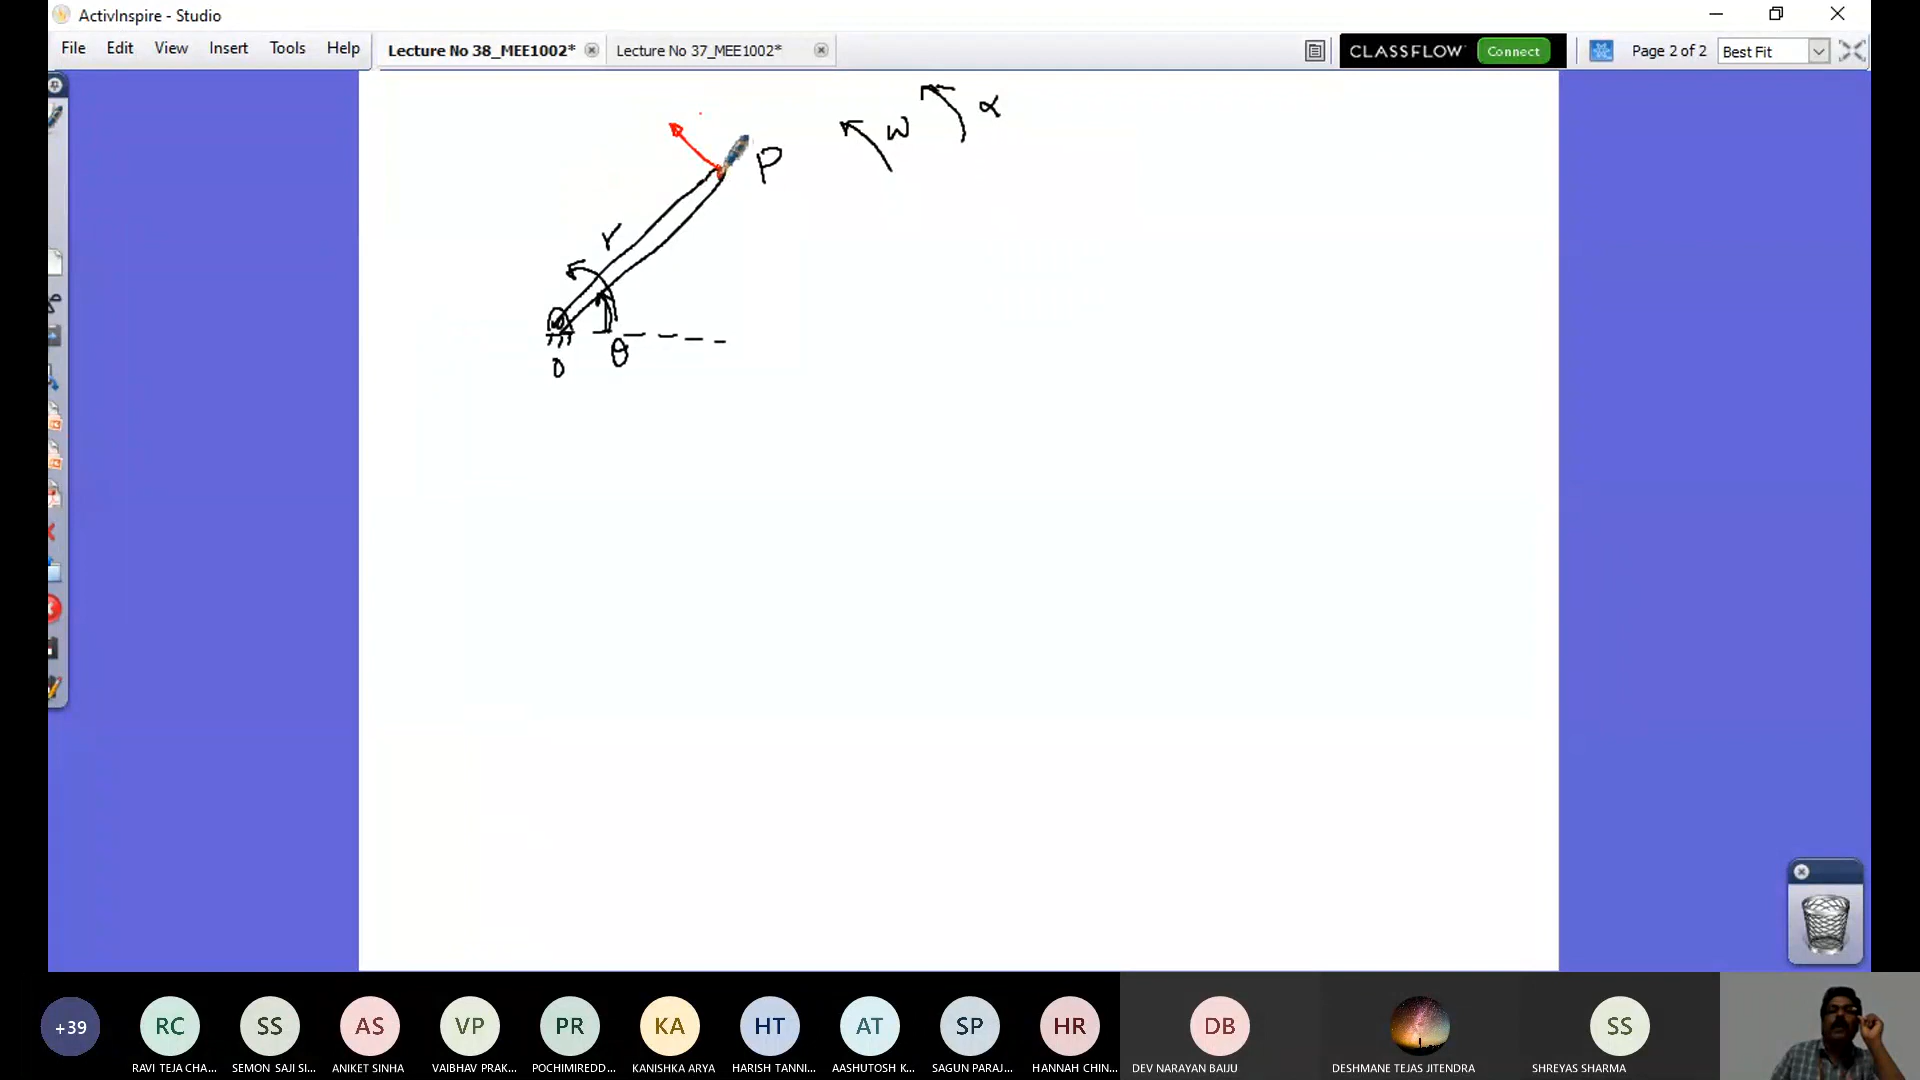 ActivInspire - Studio
File Edit View Insert Tools Help
Lecture No 38_MEE1002*
Lecture No 37_MEE1002*
CLASSFLOW Connect
Page 2 of 2 Best Fit
α
W
P
r
θ
O
+39 RC SS AS VP PR KA HT AT SP HR DB SS
RAVI TEJA CHA... SEMON SAJI SI... ANIKET SINHA VAIBHAV PRAK... POCHIMIREDD... KANISHKA ARYA HARISH TANNI... AASHUTOSH K... SAGUN PARAJ... HANNAH CHIN... DEV NARAYAN BAIJU DESHMANE TEJAS JITENDRA SHREYAS SHARMA